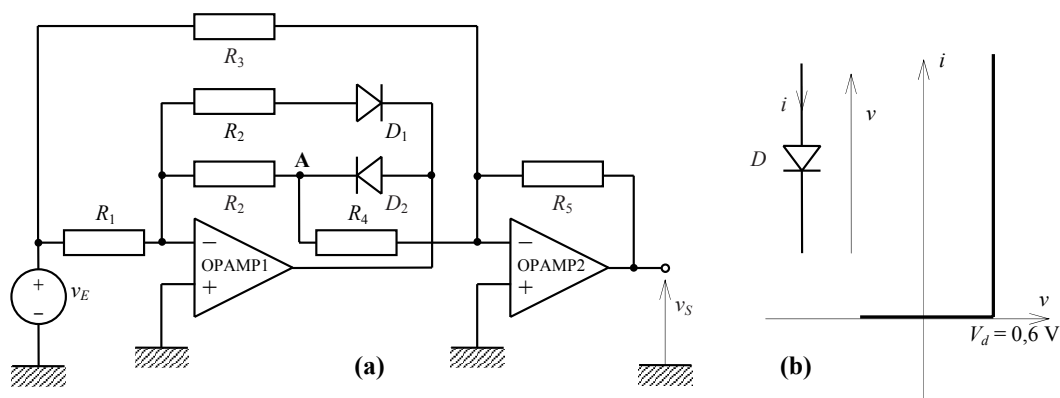 R3
R2
D1
A
R2
D2
R1
R4
R5
− OPAMP1 +
− OPAMP2 +
+ − vE
vS
(a)
i
i
v
D
v
Vd = 0,6 V
(b)